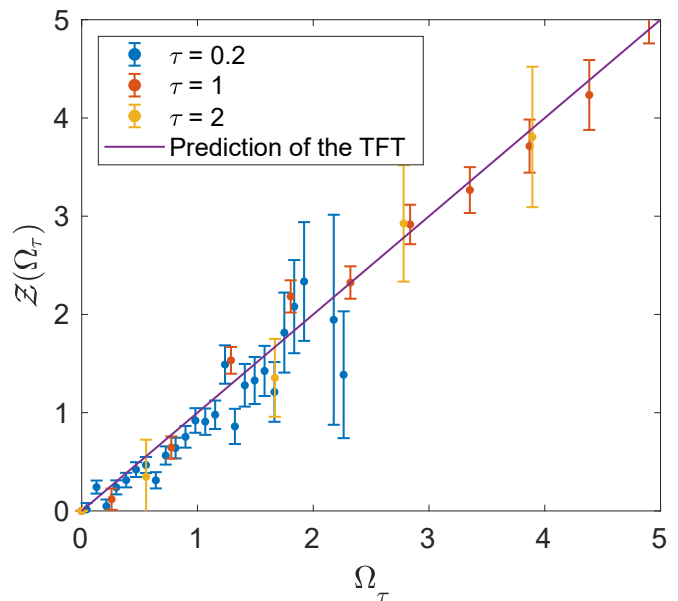 5
4
3
2
1
0
0 1 2 3 4 5
𝒵(Ω_τ)
Ω_τ
τ = 0.2
τ = 1
τ = 2
Prediction of the TFT